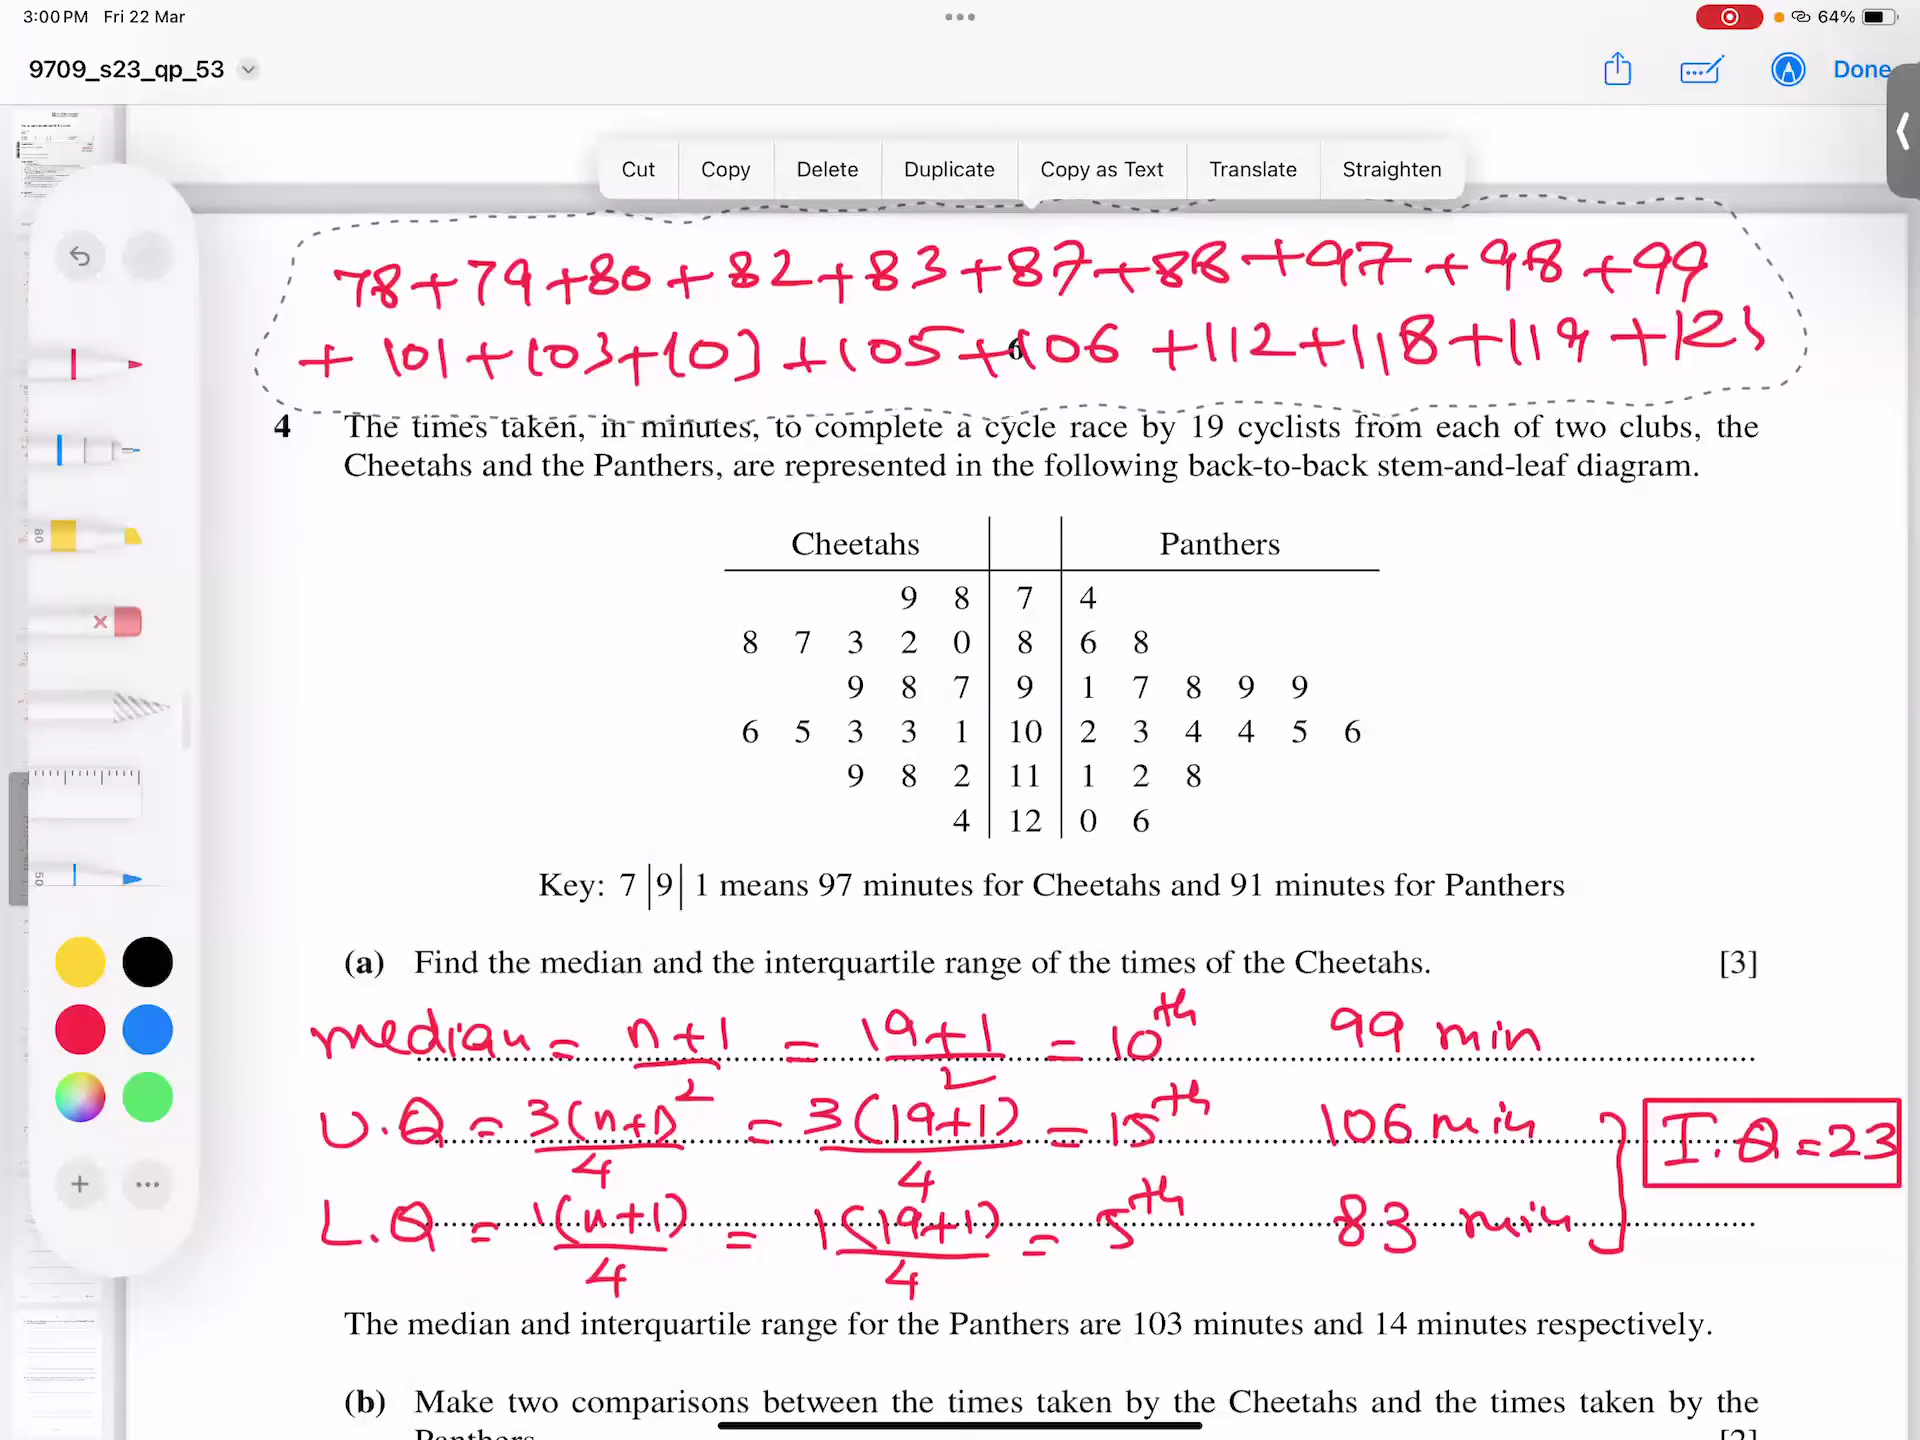 3:00 PM Fri 22 Mar
64%
9709_s23_qp_53
Done
Cut Copy Delete Duplicate Copy as Text Translate Straighten
78+79+80+82+83+87+88+97+98+99
+101+103+103+105+106+112+118+119+123
6
4 The times taken, in minutes, to complete a cycle race by 19 cyclists from each of two clubs, the
Cheetahs and the Panthers, are represented in the following back-to-back stem-and-leaf diagram.
Cheetahs Panthers
9 8 7 4
8 7 3 2 0 8 6 8
9 8 7 9 1 7 8 9 9
6 5 3 3 1 10 2 3 4 4 5 6
9 8 2 11 1 2 8
4 12 0 6
Key: 7 |9| 1 means 97 minutes for Cheetahs and 91 minutes for Panthers
(a) Find the median and the interquartile range of the times of the Cheetahs. [3]
median = n+1/2 = 19+1/2 = 10th 99 min
U.Q = 3(n+1)/4 = 3(19+1)/4 = 15th 106 min
I.Q = 23
L.Q = 1(n+1)/4 = 1(19+1)/4 = 5th 83 min
The median and interquartile range for the Panthers are 103 minutes and 14 minutes respectively.
(b) Make two comparisons between the times taken by the Cheetahs and the times taken by the
80
50